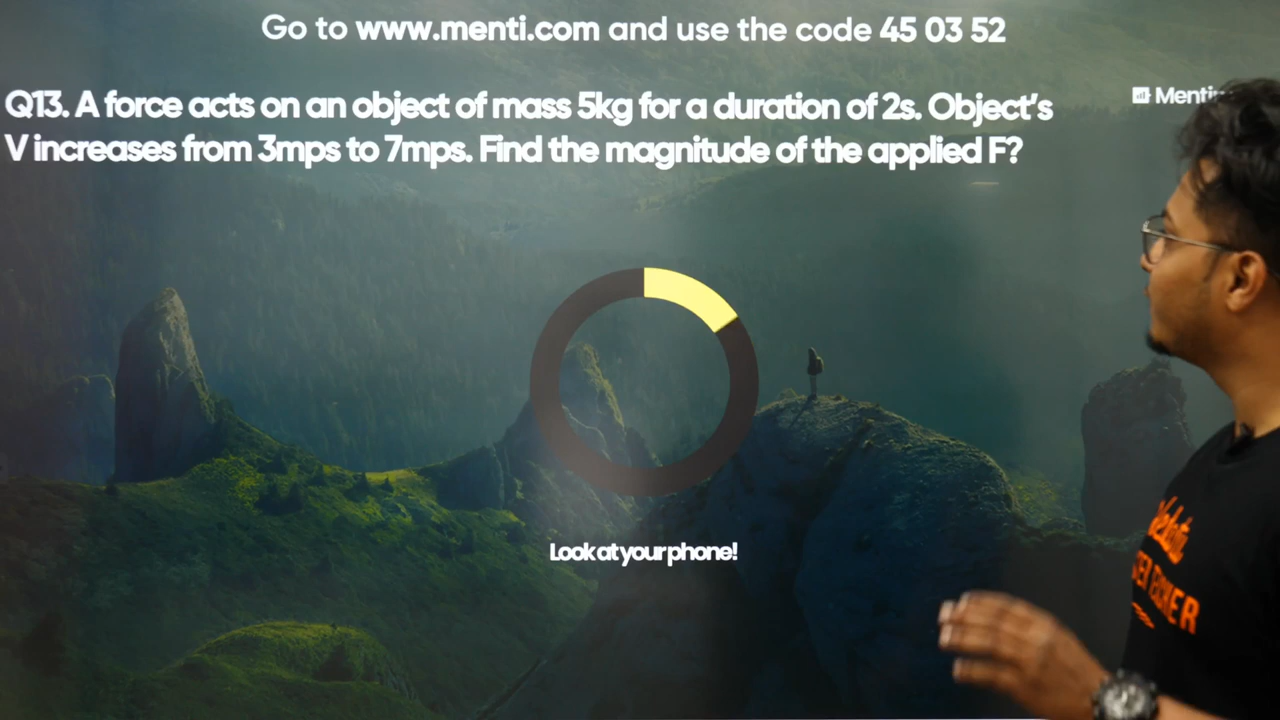 Go to www.menti.com and use the code 45 03 52
Q13. A force acts on an object of mass 5kg for a duration of 2s. Object's
V increases from 3mps to 7mps. Find the magnitude of the applied F?
Look at your phone!